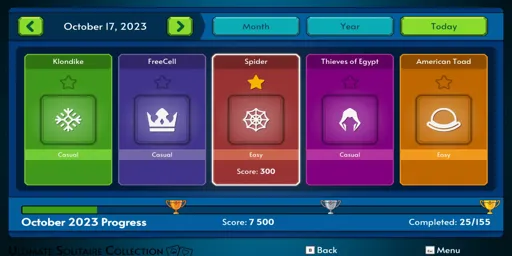 October 17, 2023
Month
Year
Today
Klondike
FreeCell
Spider
Thieves of Egypt
American Toad
Casual
Casual
Easy
Casual
Easy
Score: 300
October 2023 Progress
Score: 7 500
Completed: 25/155
Ultimate Solitaire Collection
Back
Menu